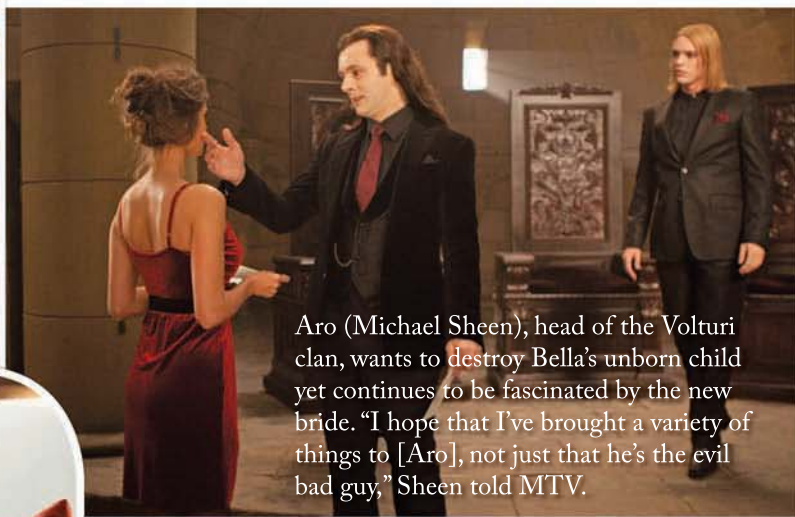 Aro (Michael Sheen), head of the Volturi
clan, wants to destroy Bella’s unborn child
yet continues to be fascinated by the new
bride. “I hope that I’ve brought a variety of
things to [Aro], not just that he’s the evil
bad guy,” Sheen told MTV.